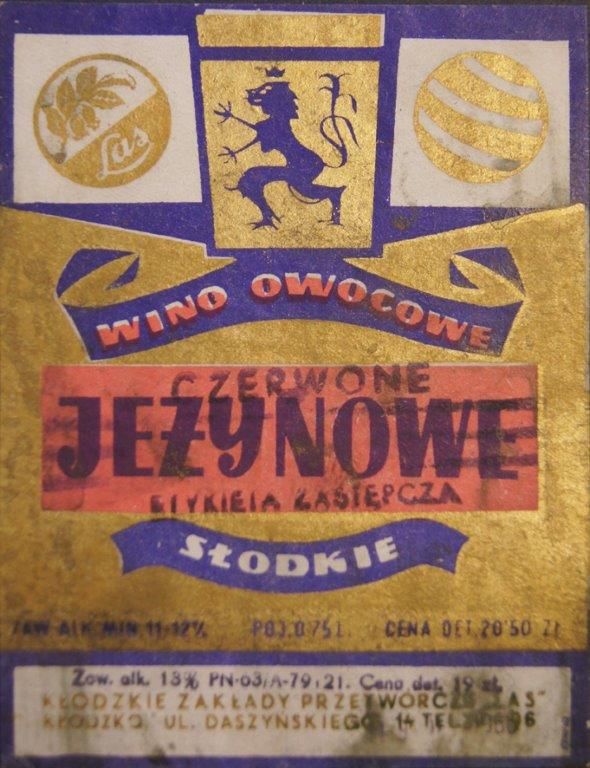 Las
WINO OWOCOWE
CZERWONE
JEŻYNOWE
ETYKIETA ZASTĘPCZA
SŁODKIE
ZAW ALK MIN. 11-12% POJ. 0,75 L. CENA DET. 20'50 ZŁ
Zaw. alk. 13% PN-63/A-79121. Cena det. 19 zł.
KŁODZKIE ZAKŁADY PRZETWÓRCZE "LAS"
KŁODZKO, UL. DASZYŃSKIEGO 14 TEL.